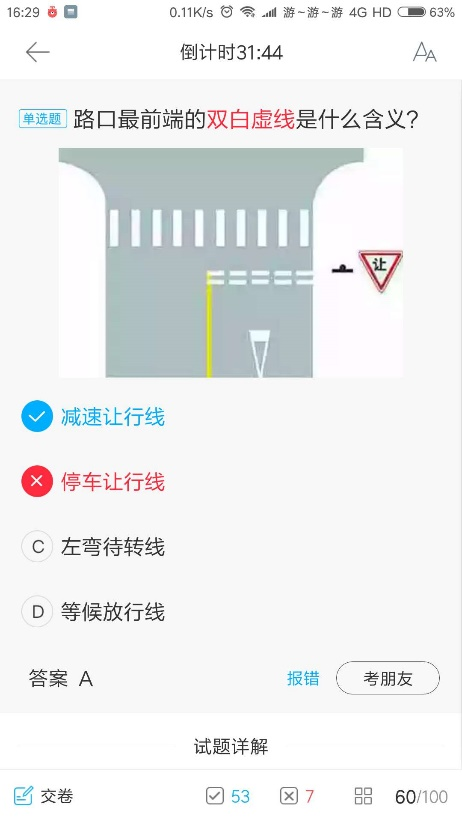 16:29
0.11K/s
游~游~游 4G HD
63%
倒计时31:44
AA
单选题 路口最前端的双白虚线是什么含义?
让
减速让行线
停车让行线
C 左弯待转线
D 等候放行线
答案 A
报错
考朋友
试题详解
交卷
53
7
60/100